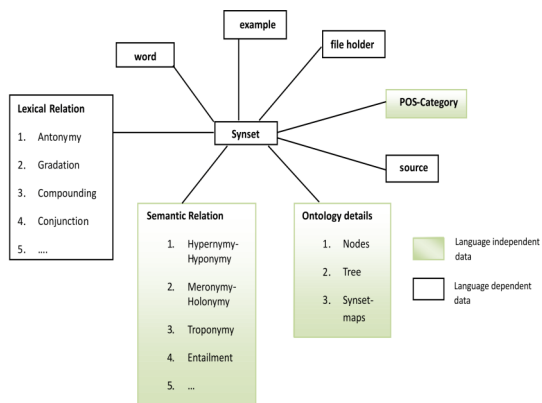 example
file holder
word
POS-Category
Lexical Relation
1. Antonymy
2. Gradation
3. Compounding
4. Conjunction
5. ....
Synset
source
Semantic Relation
1. Hypernymy-
Hyponymy
2. Meronymy-
Holonymy
3. Troponymy
4. Entailment
5. ...
Ontology details
1. Nodes
2. Tree
3. Synset-
maps
Language independent
data
Language dependent
data